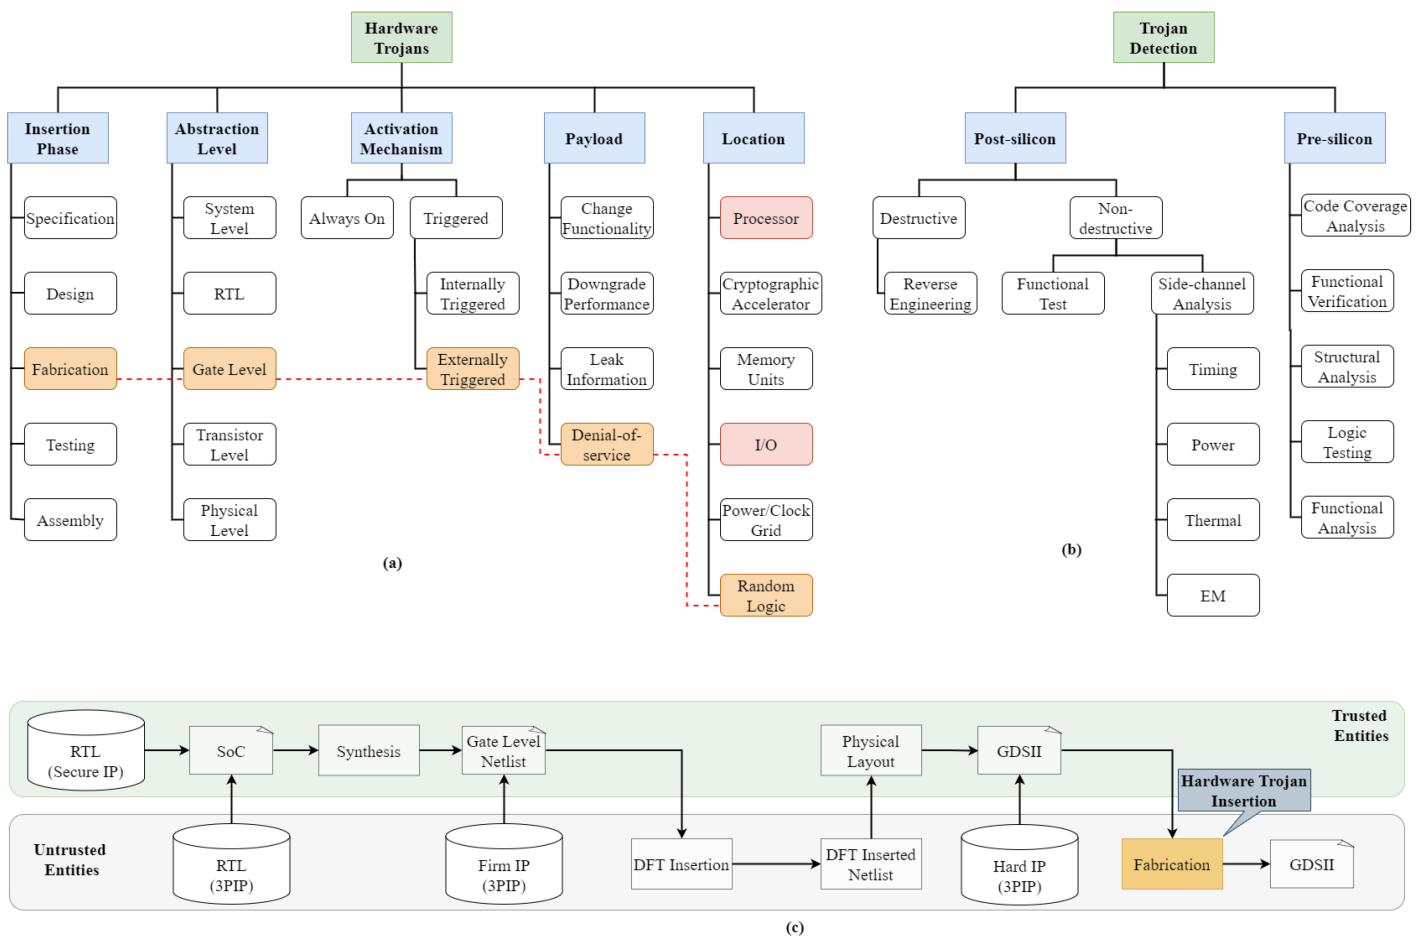 Hardware
Trojans
Insertion
Phase
Abstraction
Level
Activation
Mechanism
Payload
Location
Specification
Design
Fabrication
Testing
Assembly
System
Level
RTL
Gate Level
Transistor
Level
Physical
Level
Always On
Triggered
Internally
Triggered
Externally
Triggered
Change
Functionality
Downgrade
Performance
Leak
Information
Denial-of-
service
Processor
Cryptographic
Accelerator
Memory
Units
I/O
Power/Clock
Grid
Random
Logic
(a)
Trojan
Detection
Post-silicon
Pre-silicon
Destructive
Non-
destructive
Reverse
Engineering
Functional
Test
Side-channel
Analysis
Timing
Power
Thermal
EM
Code Coverage
Analysis
Functional
Verification
Structural
Analysis
Logic
Testing
Functional
Analysis
(b)
Trusted
Entities
RTL
(Secure IP)
SoC
Synthesis
Gate Level
Netlist
Physical
Layout
GDSII
Hardware Trojan
Insertion
Untrusted
Entities
RTL
(3PIP)
Firm IP
(3PIP)
DFT Insertion
DFT Inserted
Netlist
Hard IP
(3PIP)
Fabrication
GDSII
(c)